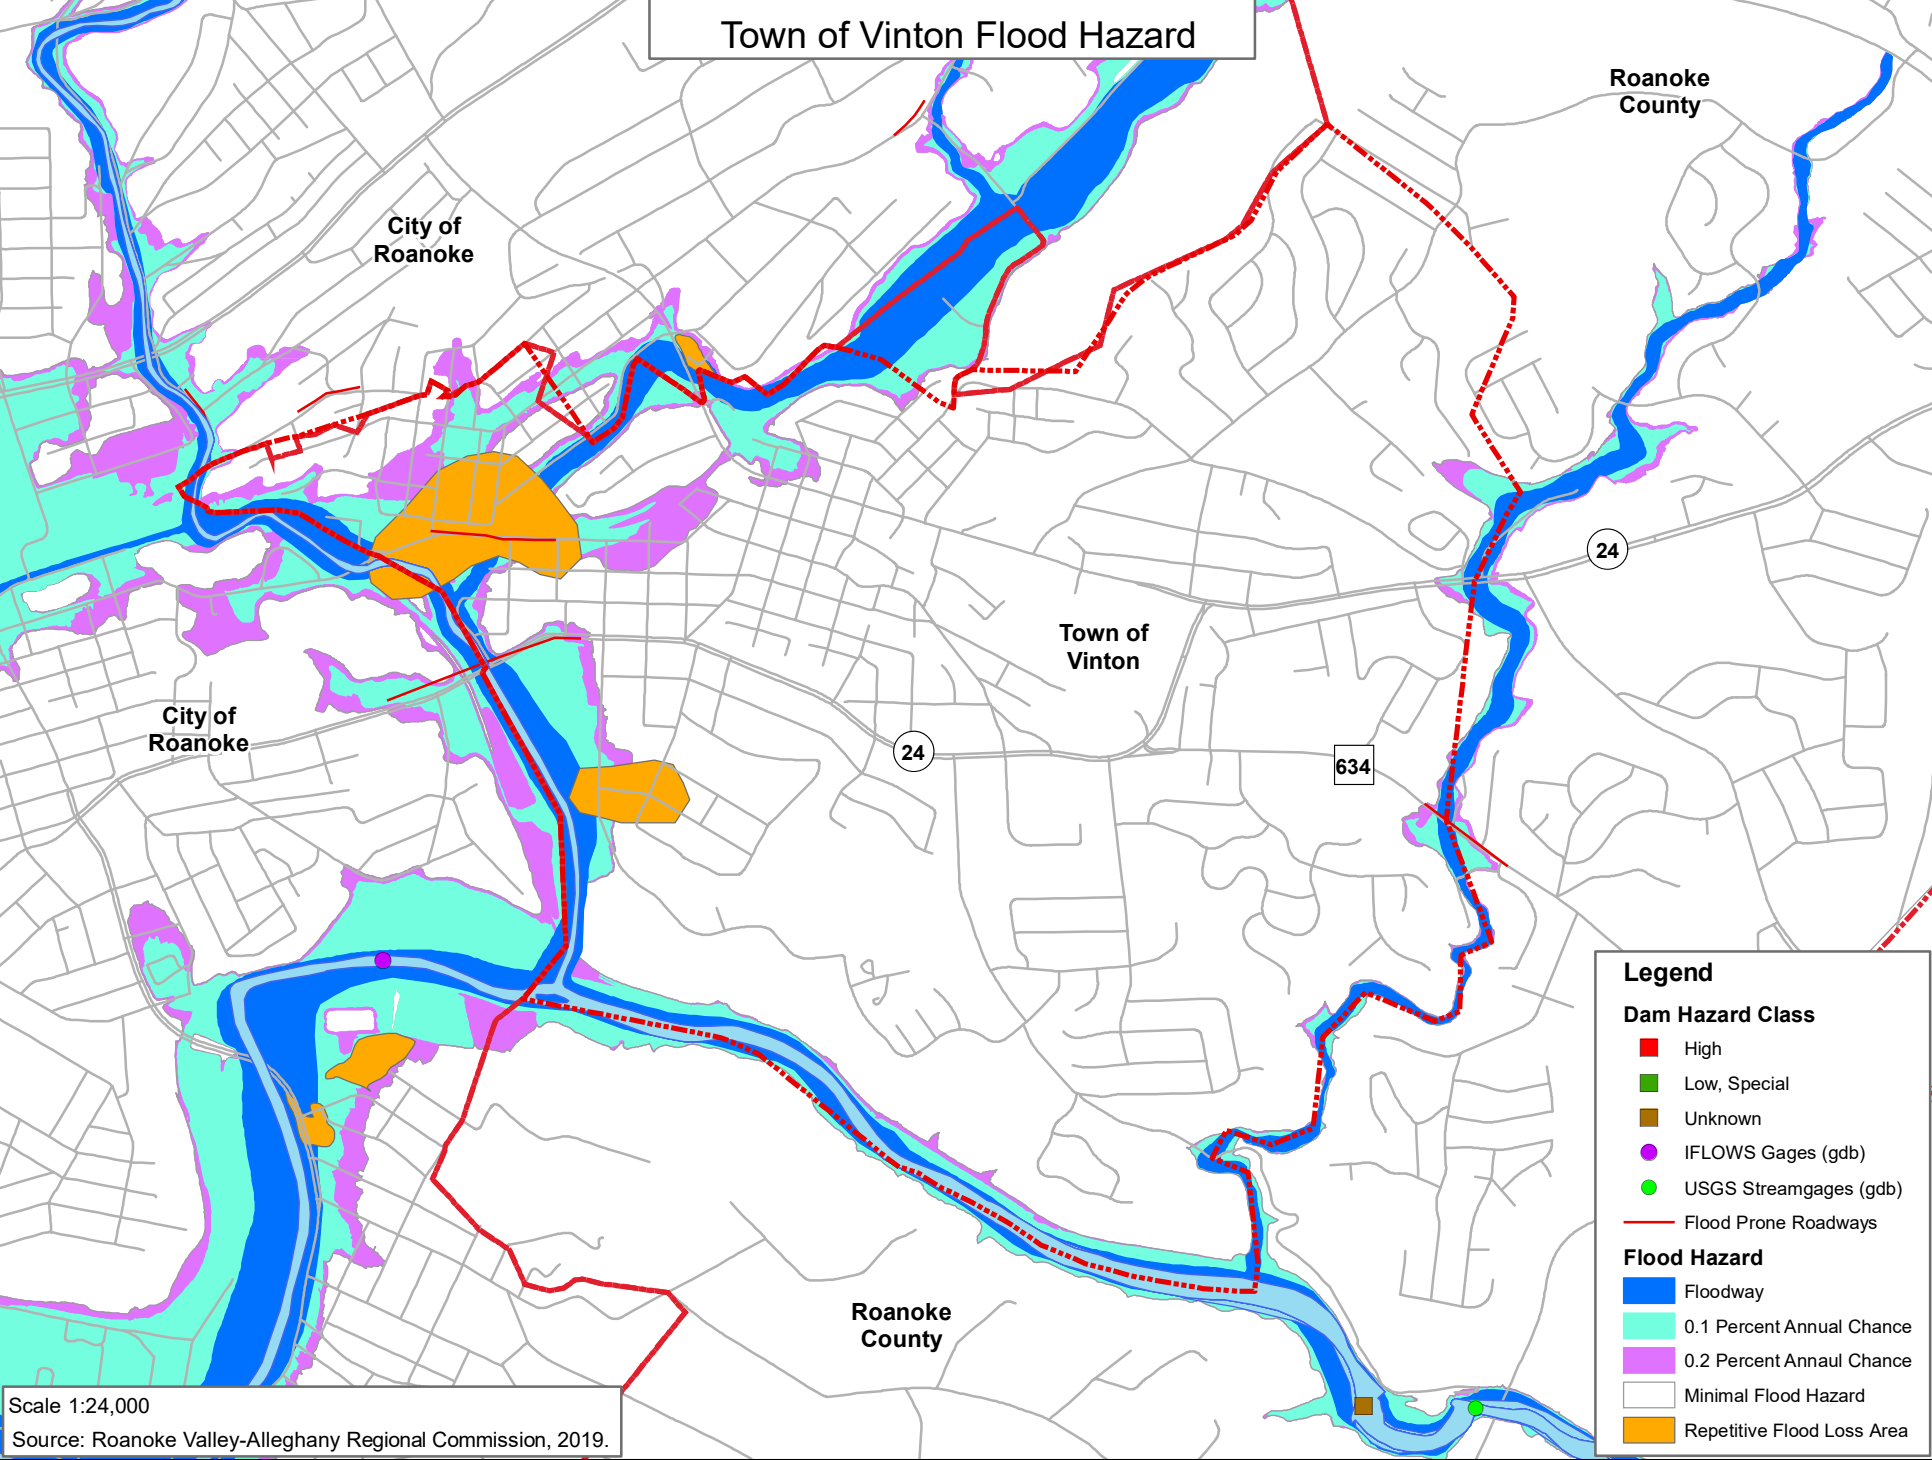 Town of Vinton Flood Hazard
Roanoke
County
City of
Roanoke
24
Town of
Vinton
City of
Roanoke
24
634
Roanoke
County
Legend
Dam Hazard Class
High
Low, Special
Unknown
IFLOWS Gages (gdb)
USGS Streamgages (gdb)
Flood Prone Roadways
Flood Hazard
Floodway
0.1 Percent Annual Chance
0.2 Percent Annaul Chance
Minimal Flood Hazard
Repetitive Flood Loss Area
Scale 1:24,000
Source: Roanoke Valley-Alleghany Regional Commission, 2019.